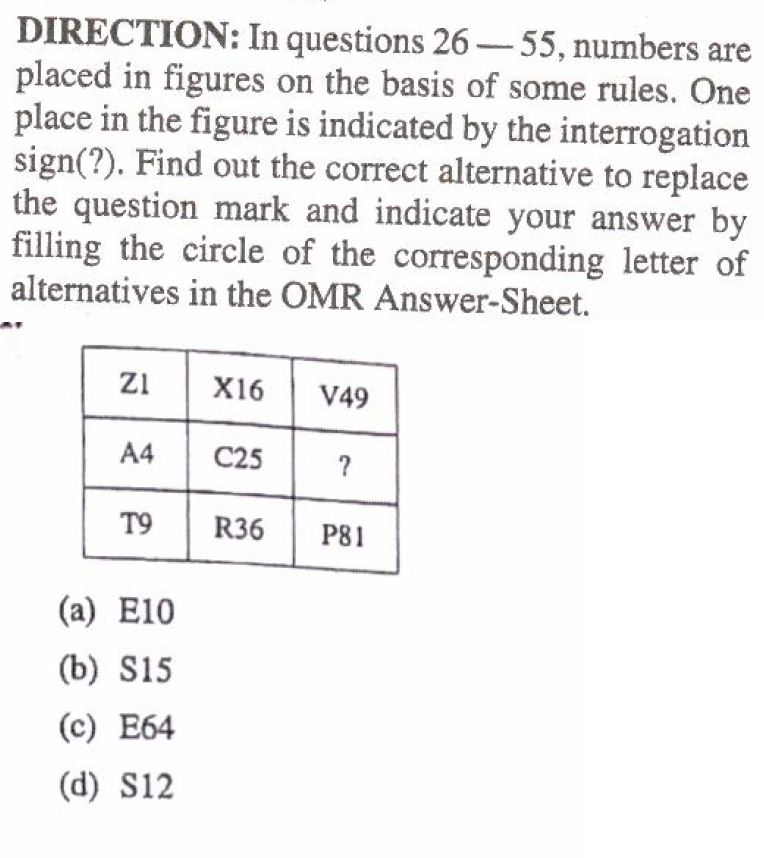 DIRECTION: In questions 26 — 55, numbers are
placed in figures on the basis of some rules. One
place in the figure is indicated by the interrogation
sign(?). Find out the correct alternative to replace
the question mark and indicate your answer by
filling the circle of the corresponding letter of
alternatives in the OMR Answer-Sheet.
Z1 X16 V49
A4 C25 ?
T9 R36 P81
(a) E10
(b) S15
(c) E64
(d) S12